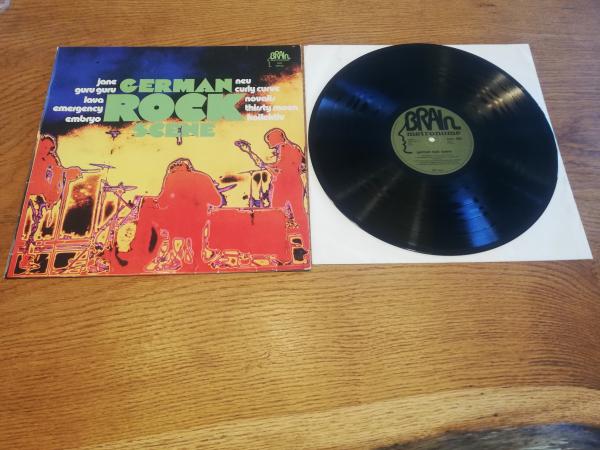 jane
guru guru
lava
emergency
embryo
GERMAN
ROCK
SCENE
neu
curly curve
novalis
thirsty moon
kollektiv
BRAIN
BRAIN
metronome